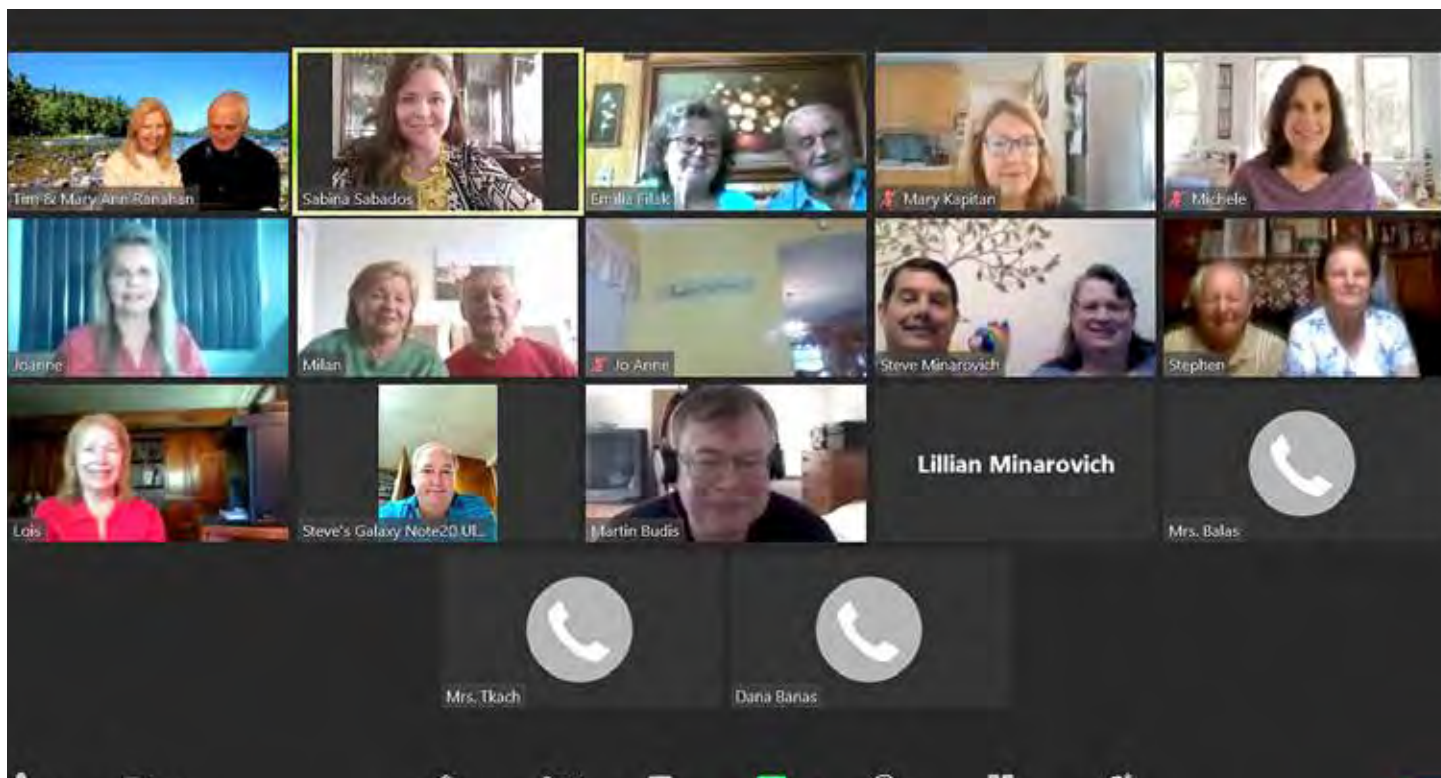 Tim & Mary Ann Ranahan
Sabina Sabados
Emilia Filak
Mary Kapitan
Michele
Joanne
Milan
Jo Anne
Steve Minarovich
Stephen
Lois
Steve's Galaxy Note20 Ul...
Martin Budis
Lillian Minarovich
Mrs. Balas
Mrs. Tkach
Dana Banas